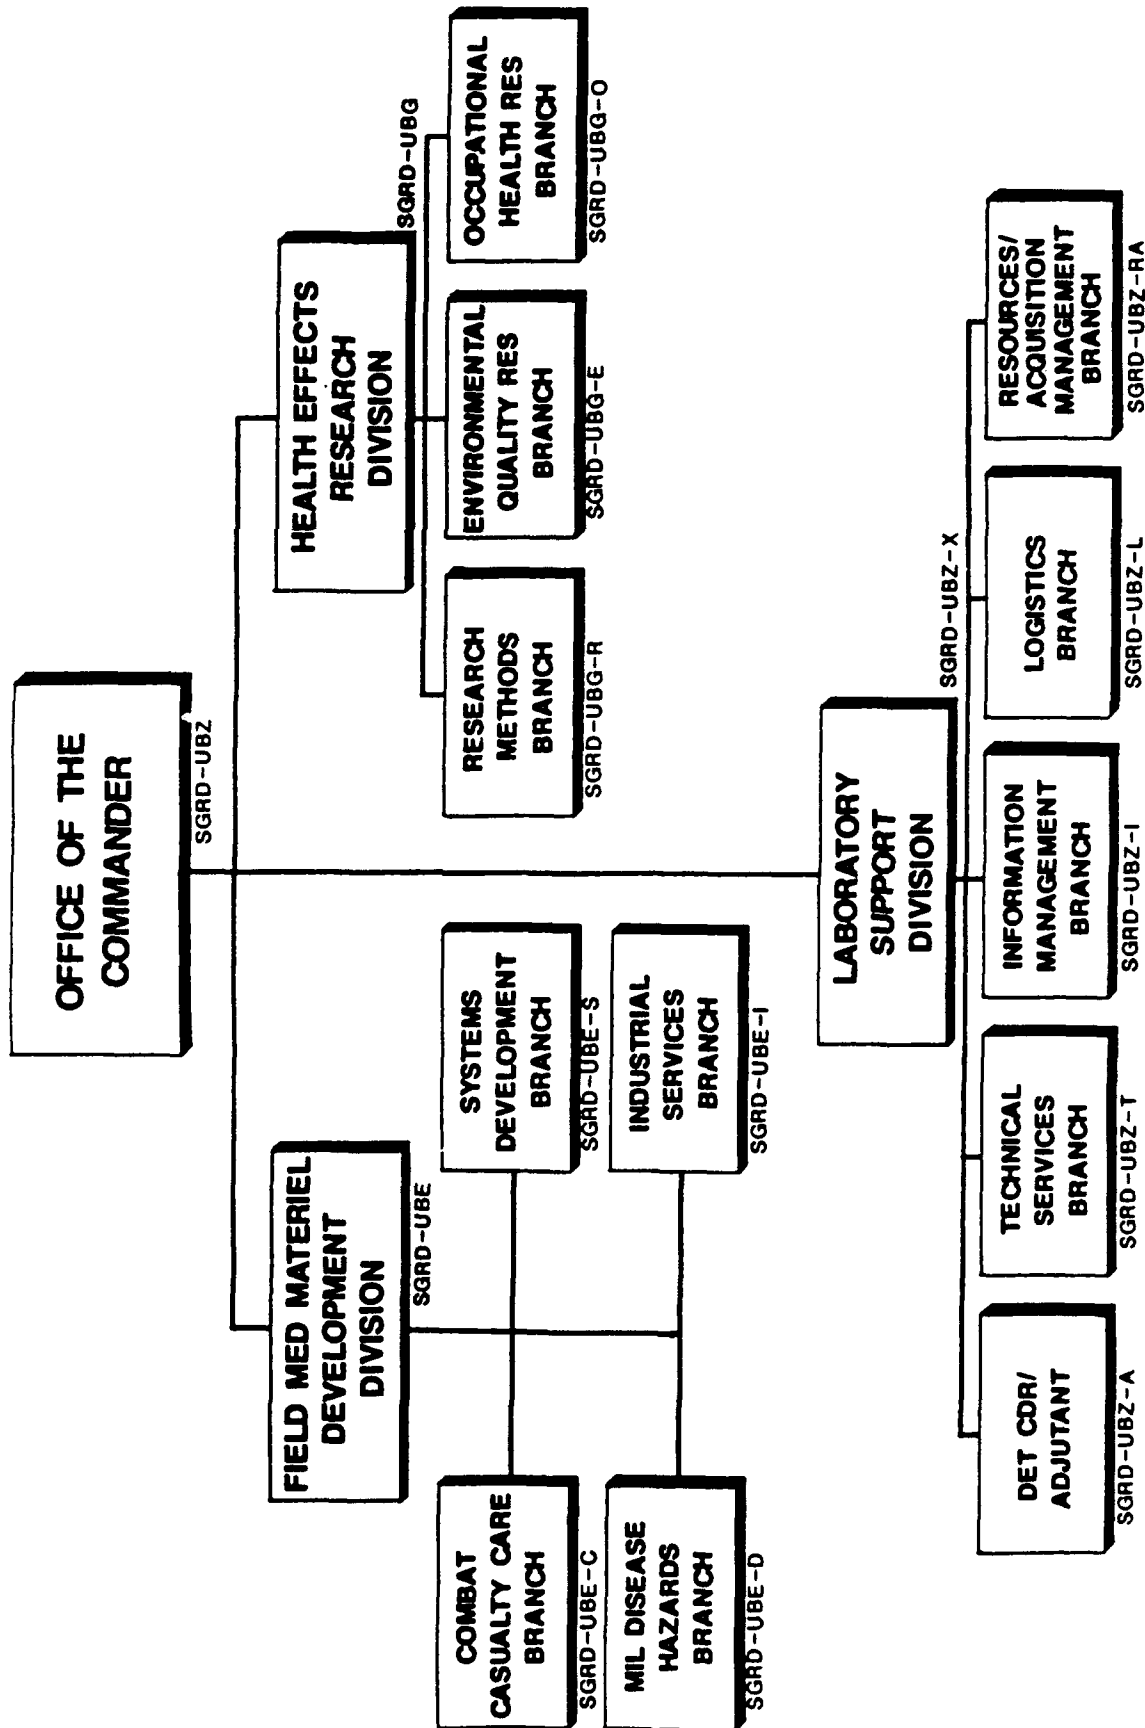 OFFICE OF THE
COMMANDER
SGRD-UBZ
FIELD MED MATERIEL
DEVELOPMENT
DIVISION
SGRD-UBE
HEALTH EFFECTS
RESEARCH
DIVISION
SGRD-UBG
COMBAT
CASUALTY CARE
BRANCH
SGRD-UBE-C
SYSTEMS
DEVELOPMENT
BRANCH
SGRD-UBE-S
RESEARCH
METHODS
BRANCH
SGRD-UBG-R
ENVIRONMENTAL
QUALITY RES
BRANCH
SGRD-UBG-E
OCCUPATIONAL
HEALTH RES
BRANCH
SGRD-UBG-O
MIL DISEASE
HAZARDS
BRANCH
SGRD-UBE-D
INDUSTRIAL
SERVICES
BRANCH
SGRD-UBE-I
LABORATORY
SUPPORT
DIVISION
SGRD-UBZ-X
DET CDR/
ADJUTANT
SGRD-UBZ-A
TECHNICAL
SERVICES
BRANCH
SGRD-UBZ-T
INFORMATION
MANAGEMENT
BRANCH
SGRD-UBZ-I
LOGISTICS
BRANCH
SGRD-UBZ-L
RESOURCES/
ACQUISITION
MANAGEMENT
BRANCH
SGRD-UBZ-RA